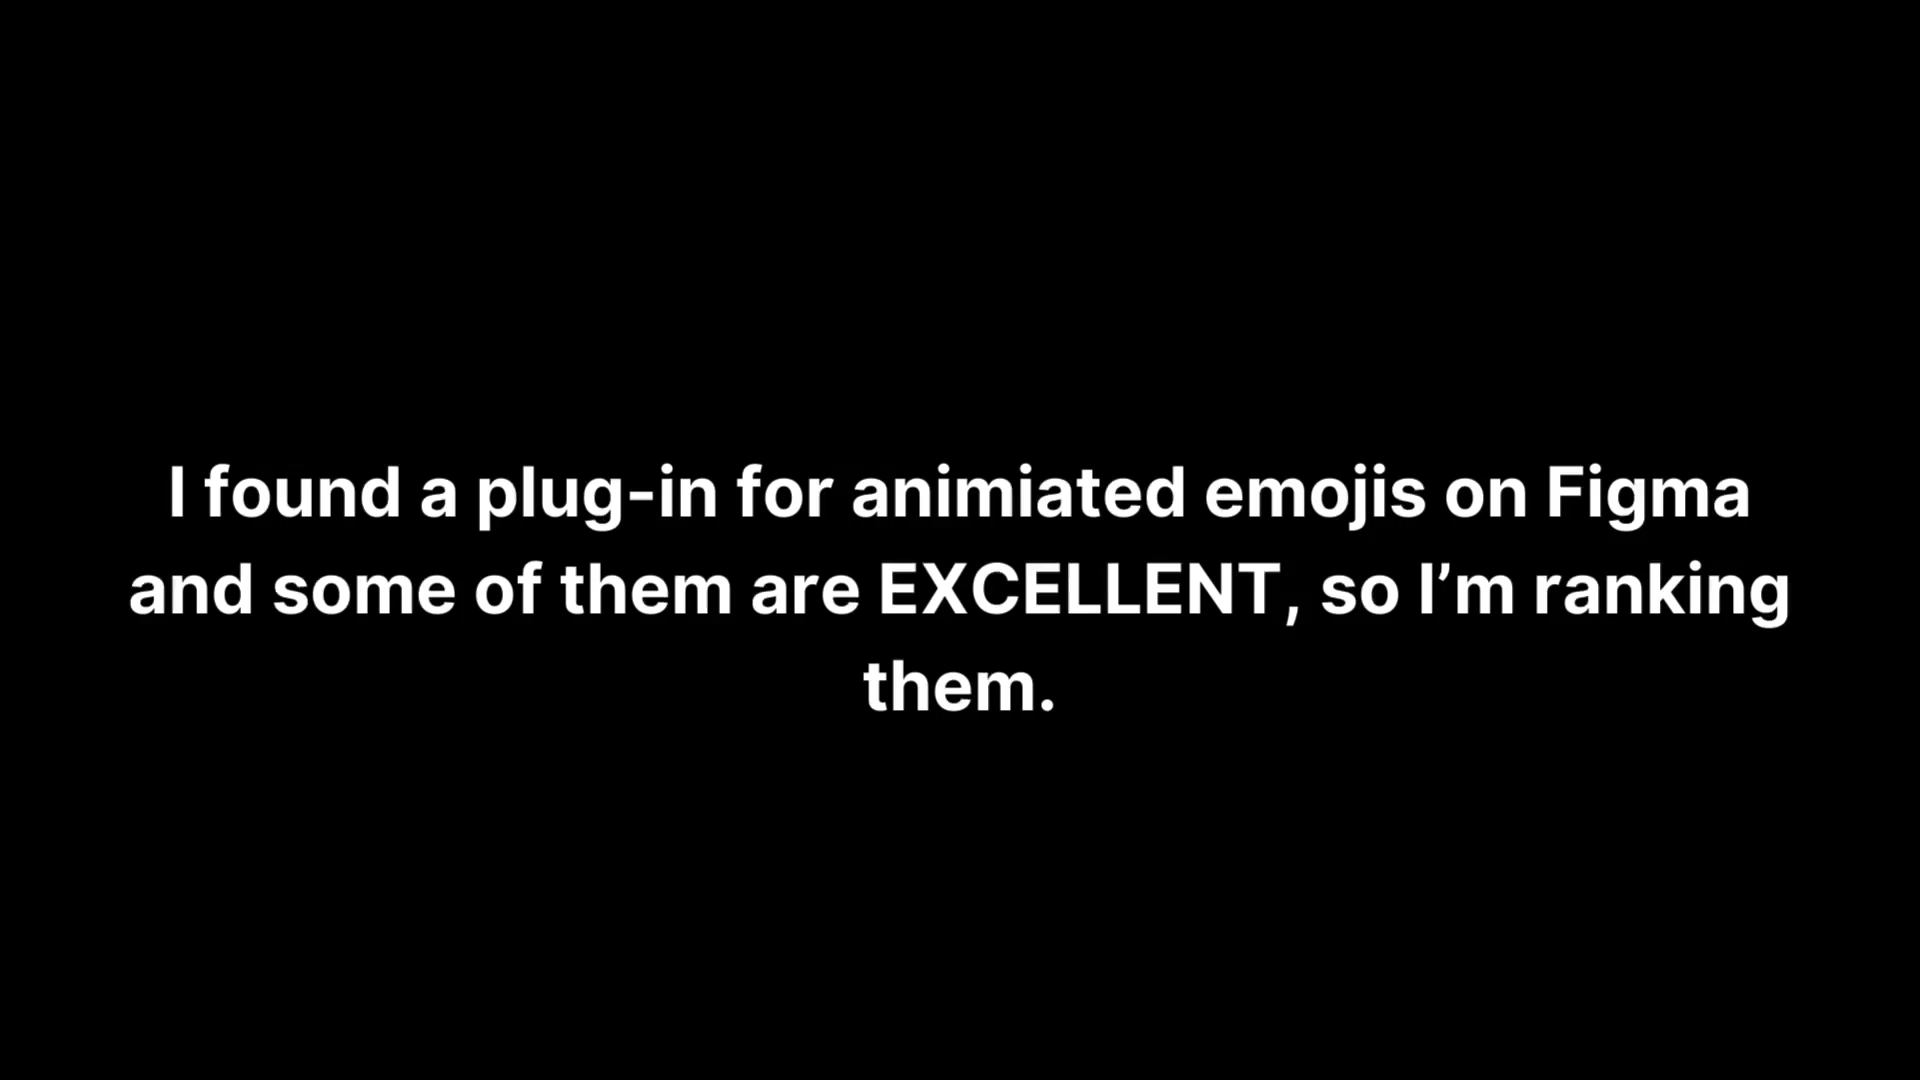 I found a plug-in for animiated emojis on Figma
and some of them are EXCELLENT, so I’m ranking
them.